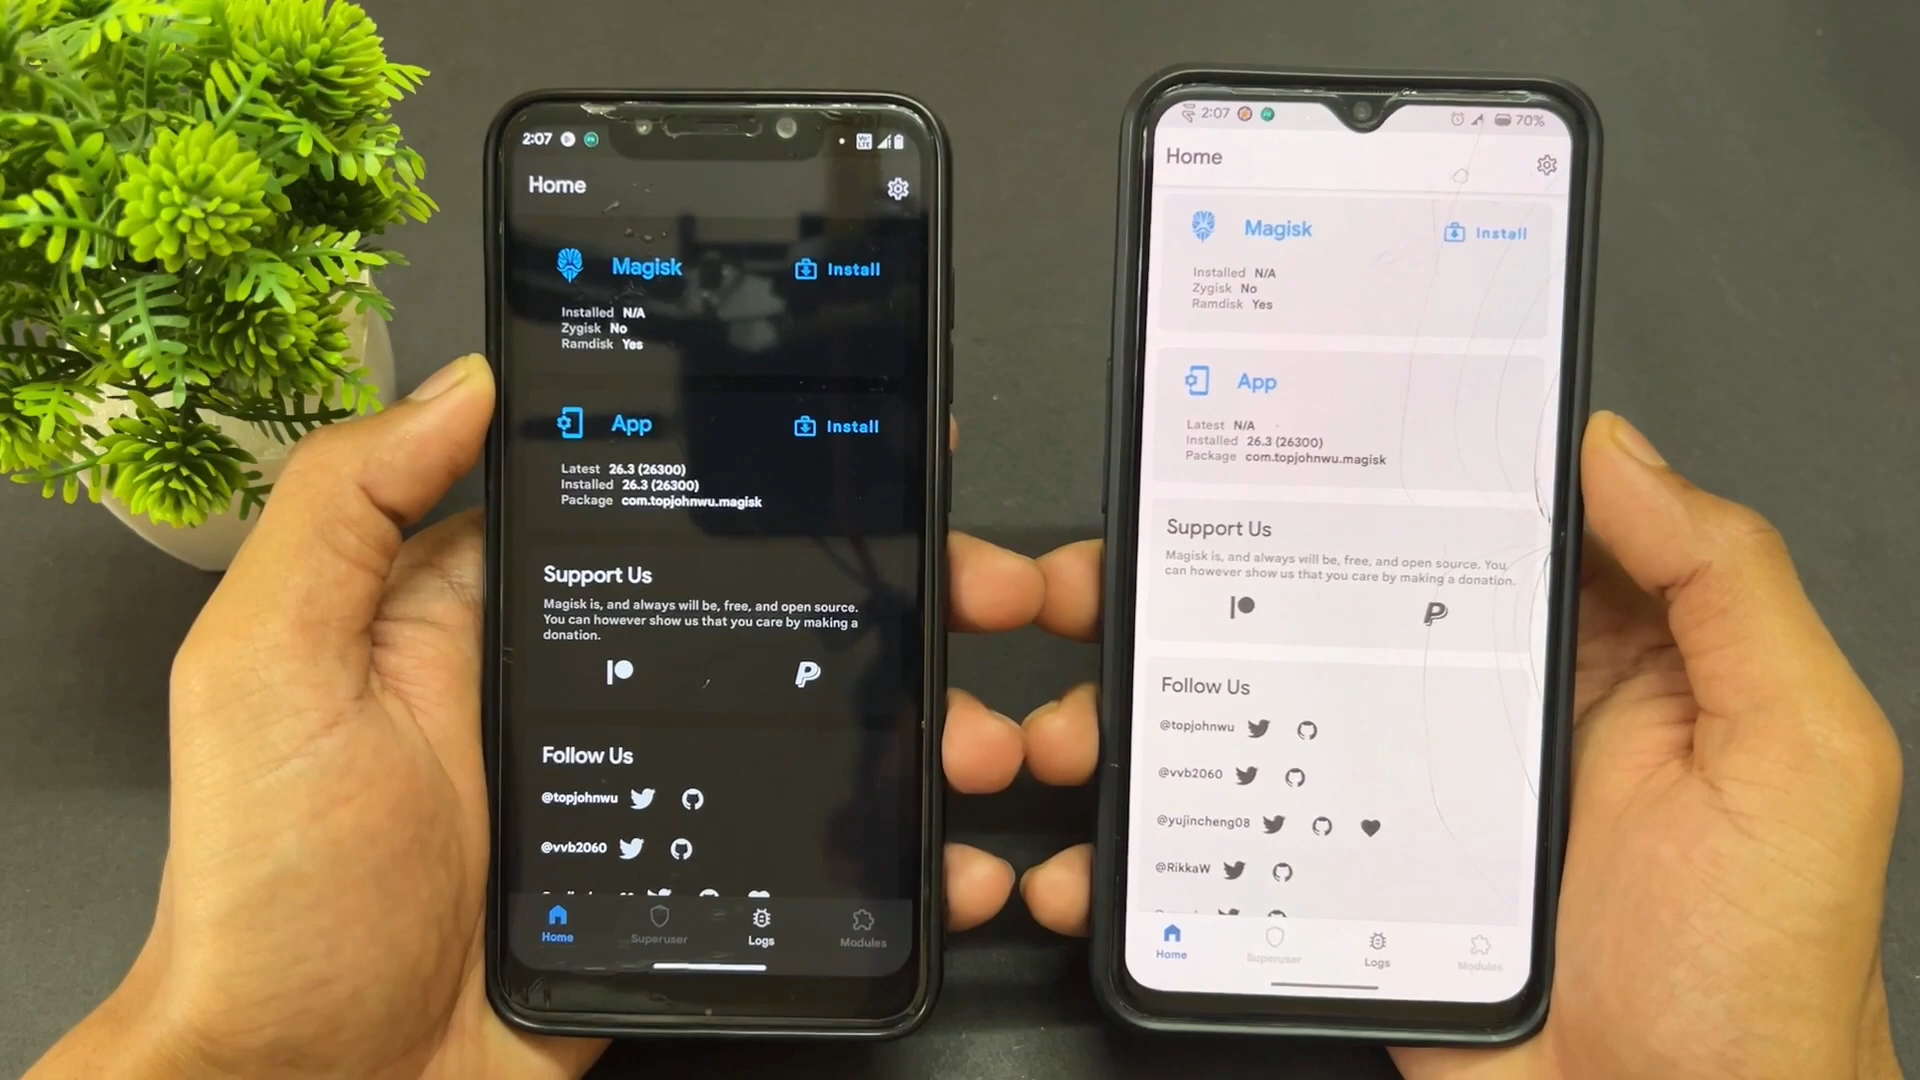 2:07
Home
Magisk
Install
Installed N/A
Zygisk No
Ramdisk Yes
App
Install
Latest 26.3 (26300)
Installed 26.3 (26300)
Package com.topjohnwu.magisk
Support Us
Magisk is, and always will be, free, and open source.
You can however show us that you care by making a
donation.
Follow Us
@topjohnwu
@vvb2060
Home
Superuser
Logs
Modules
2:07
70%
Home
Magisk
Install
Installed N/A
Zygisk No
Ramdisk Yes
App
Latest N/A
Installed 26.3 (26300)
Package com.topjohnwu.magisk
Support Us
Magisk is, and always will be, free, and open source. You
can however show us that you care by making a donation.
Follow Us
@topjohnwu
@vvb2060
@yujincheng08
@RikkaW
Home
Superuser
Logs
Modules